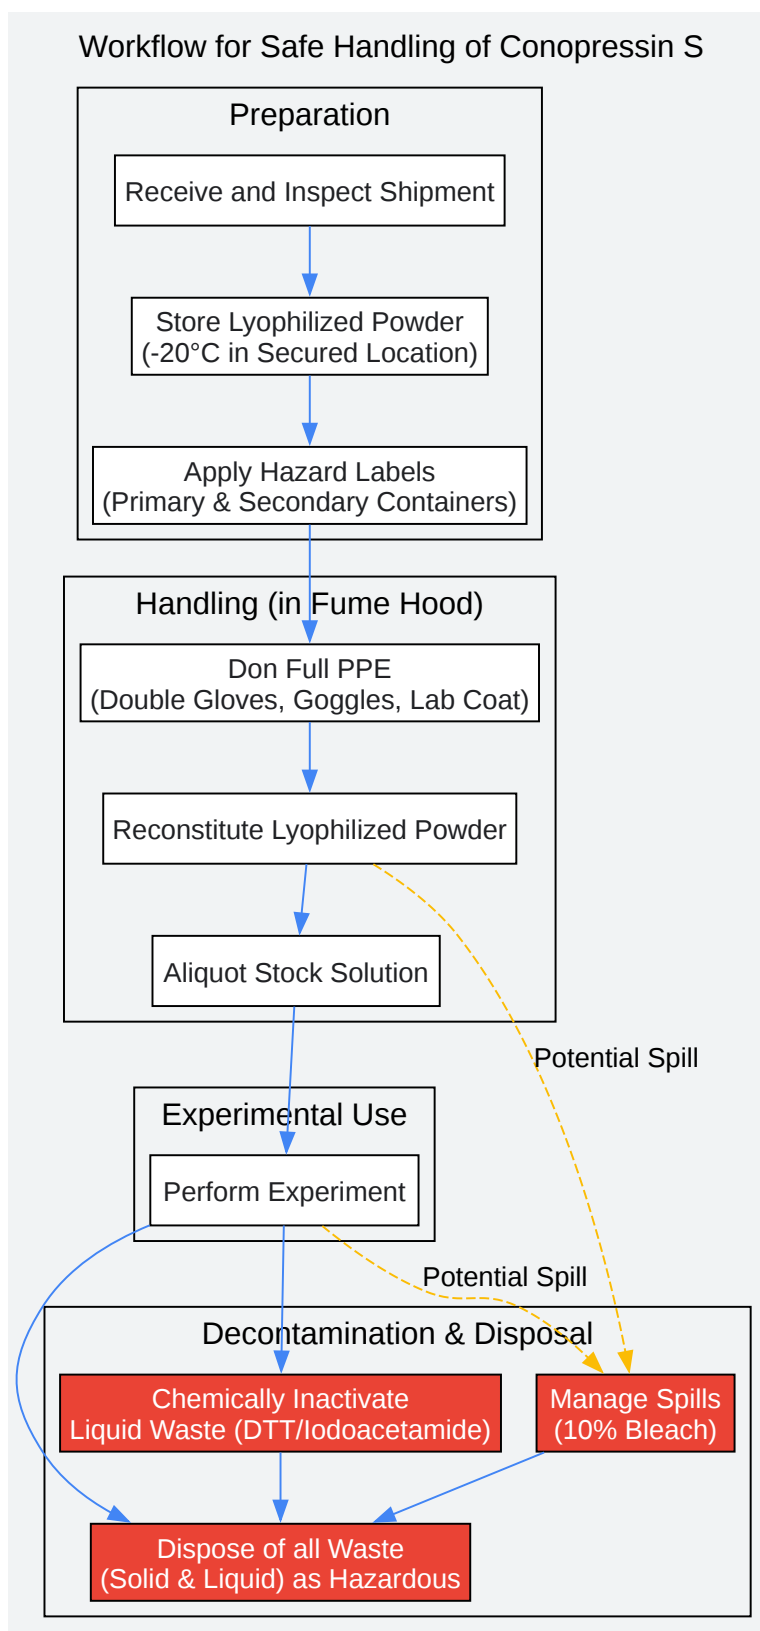 Workflow for Safe Handling of Conopressin S
Preparation
Receive and Inspect Shipment
Store Lyophilized Powder
(-20°C in Secured Location)
Apply Hazard Labels
(Primary & Secondary Containers)
Handling (in Fume Hood)
Don Full PPE
(Double Gloves, Goggles, Lab Coat)
Reconstitute Lyophilized Powder
Aliquot Stock Solution
Potential Spill
Experimental Use
Perform Experiment
Potential Spill
Decontamination & Disposal
Chemically Inactivate
Liquid Waste (DTT/Iodoacetamide)
Manage Spills
(10% Bleach)
Dispose of all Waste
(Solid & Liquid) as Hazardous